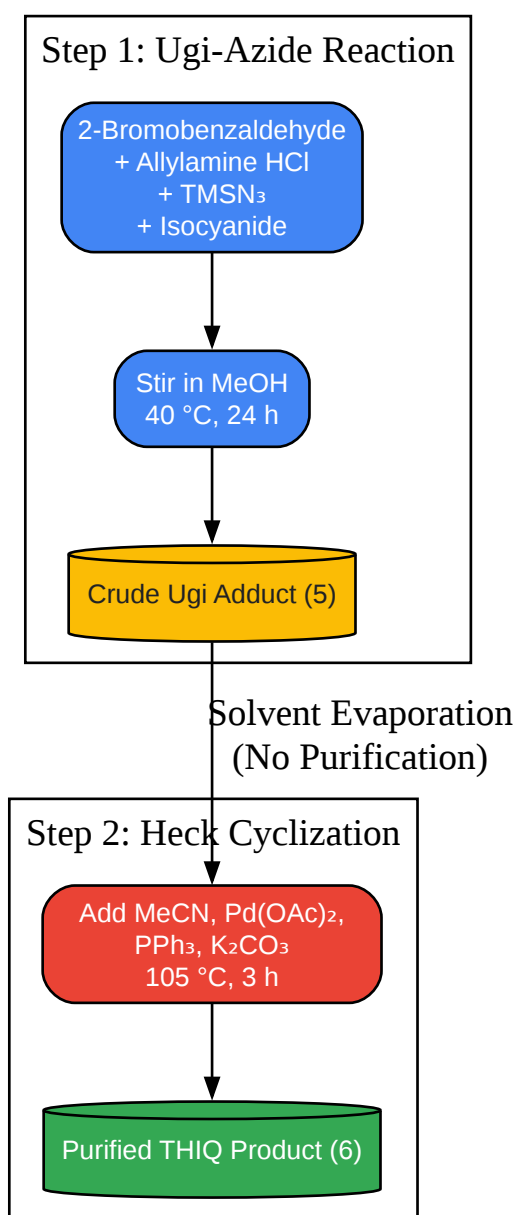 Step 1: Ugi-Azide Reaction
2-Bromobenzaldehyde
+ Allylamine HCl
+ TMSN₃
+ Isocyanide
Stir in MeOH
40 °C, 24 h
Crude Ugi Adduct (5)
Solvent Evaporation
(No Purification)
Step 2: Heck Cyclization
Add MeCN, Pd(OAc)₂,
PPh₃, K₂CO₃
105 °C, 3 h
Purified THIQ Product (6)